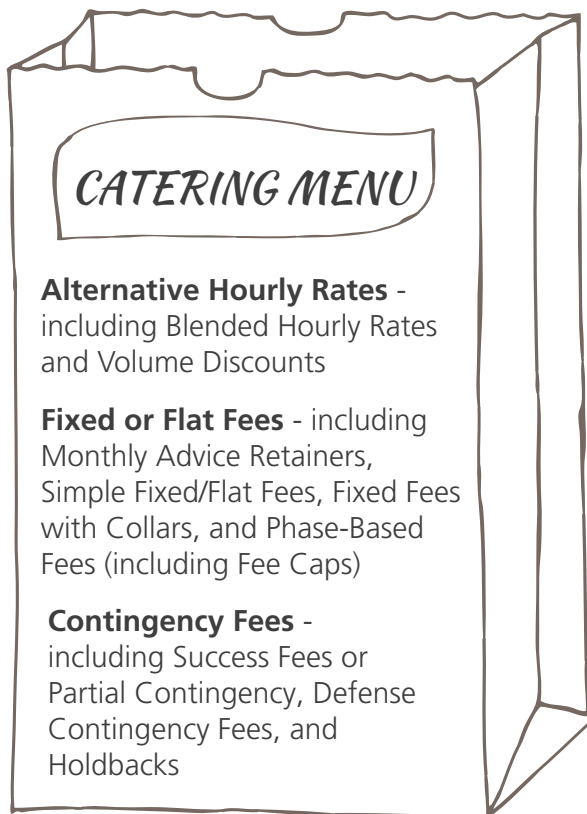 CATERING MENU
Alternative Hourly Rates -
including Blended Hourly Rates
and Volume Discounts
Fixed or Flat Fees - including
Monthly Advice Retainers,
Simple Fixed/Flat Fees, Fixed Fees
with Collars, and Phase-Based
Fees (including Fee Caps)
Contingency Fees -
including Success Fees or
Partial Contingency, Defense
Contingency Fees, and
Holdbacks